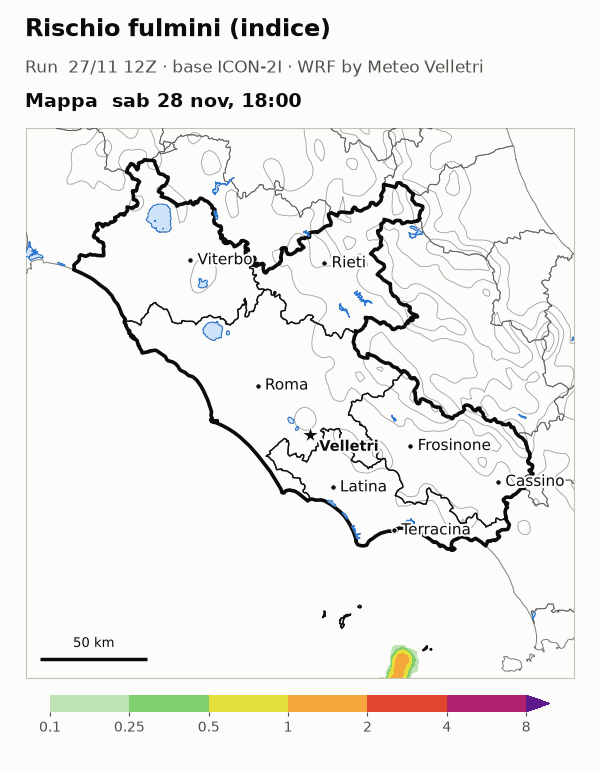 Rischio fulmini (indice)
Run  27/11 12Z · base ICON-2I · WRF by Meteo Velletri
Mappa  sab 28 nov, 18:00
Viterbo
Rieti
Roma
Velletri
Frosinone
Latina
Cassino
Terracina
50 km
0.1 0.25 0.5 1 2 4 8